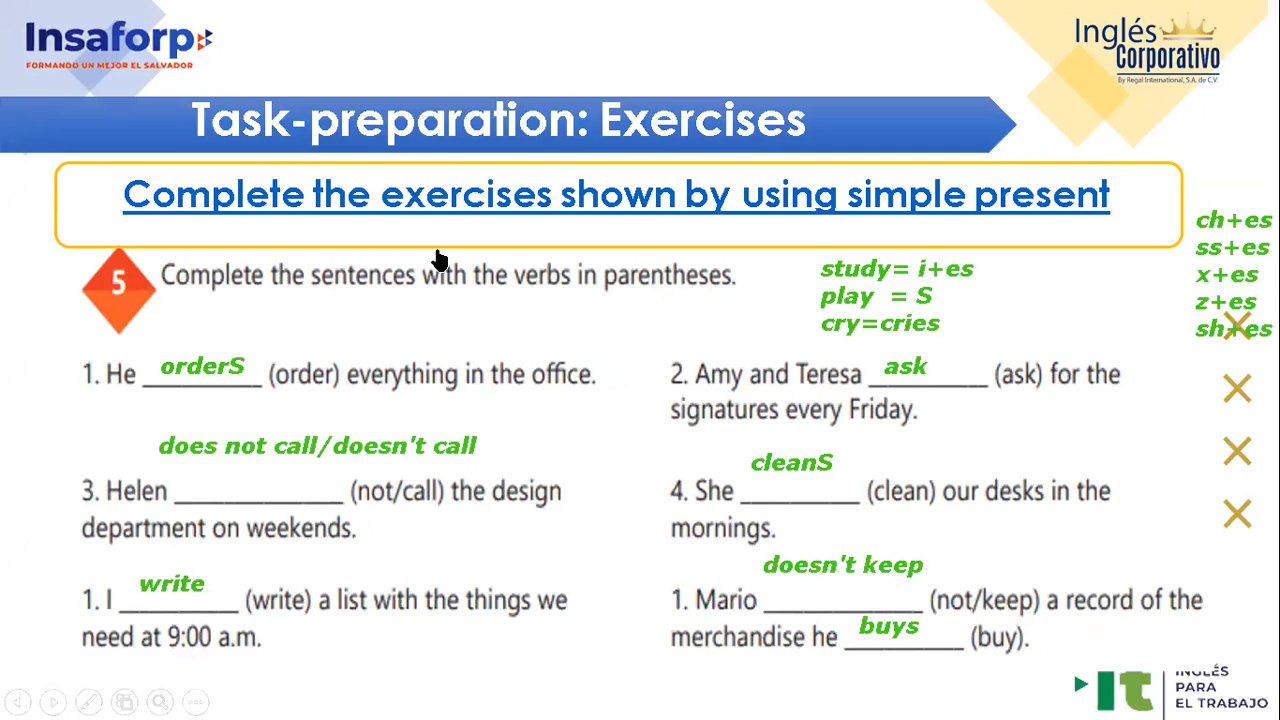 Insaforp
FORMANDO UN MEJOR EL SALVADOR
Inglés
Corporativo
By Regal International, S.A. de C.V.
Task-preparation: Exercises
Complete the exercises shown by using simple present
ch+es
ss+es
x+es
z+es
sh+es
5 Complete the sentences with the verbs in parentheses.
study= i+es
play = S
cry=cries
orderS
1. He __________ (order) everything in the office.
ask
2. Amy and Teresa __________ (ask) for the
signatures every Friday.
does not call/doesn't call
3. Helen ______________ (not/call) the design
department on weekends.
cleanS
4. She __________ (clean) our desks in the
mornings.
write
1. I __________ (write) a list with the things we
need at 9:00 a.m.
doesn't keep
1. Mario _____________ (not/keep) a record of the
buys
merchandise he __________ (buy).
It
INGLÉS
PARA
EL TRABAJO